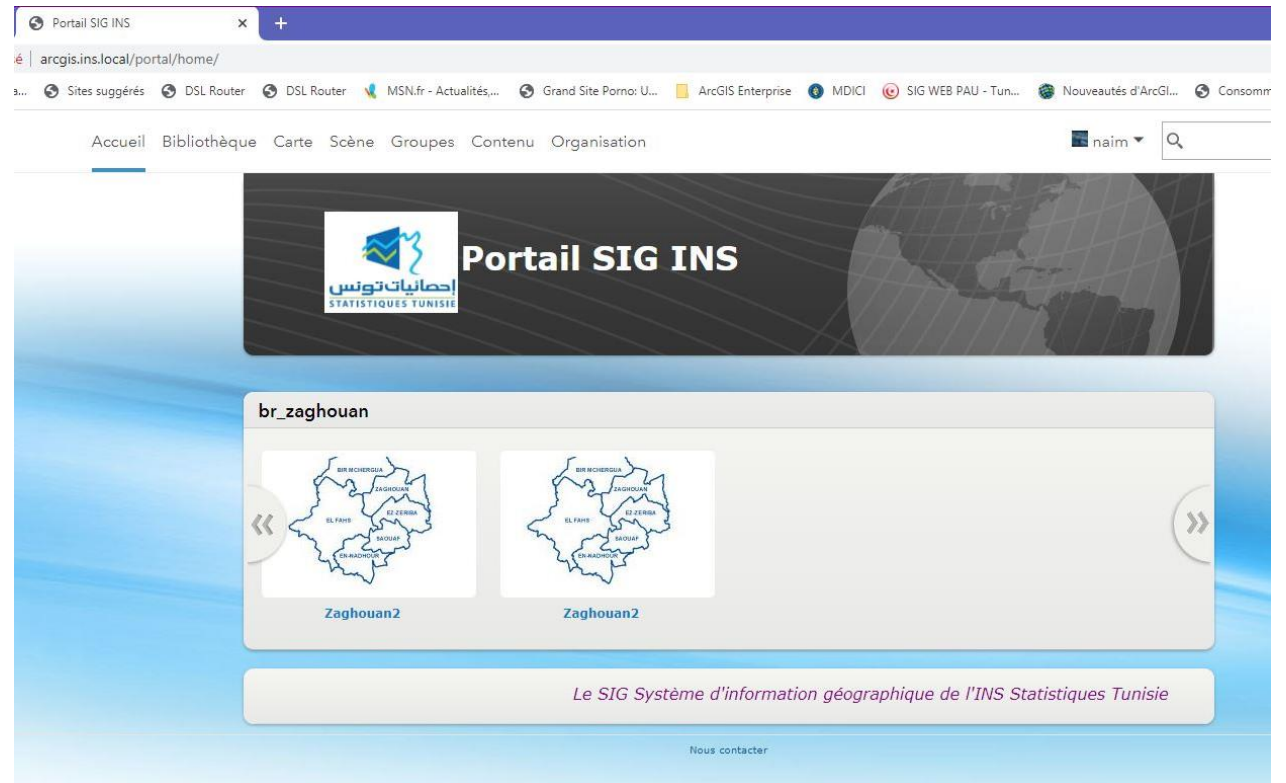 Portail SIG INS
é arcgis.ins.local/portal/home/
Sites suggérés DSL Router DSL Router MSN.fr - Actualités,... Grand Site Porno: U... ArcGIS Enterprise MDICI SIG WEB PAU - Tun... Nouveautés d'ArcGI... Consomm
Accueil Bibliothèque Carte Scène Groupes Contenu Organisation naim
Portail SIG INS
إحصائيات تونس
STATISTIQUES TUNISIE
br_zaghouan
BIR MCHERGUA
ZAGHOUAN
EL FAHS EZ-ZERIBA
SAOUAF
EN-NADHOUR
BIR MCHERGUA
ZAGHOUAN
EL FAHS EZ-ZERIBA
SAOUAF
EN-NADHOUR
Zaghouan2 Zaghouan2
Le SIG Système d'information géographique de l'INS Statistiques Tunisie
Nous contacter